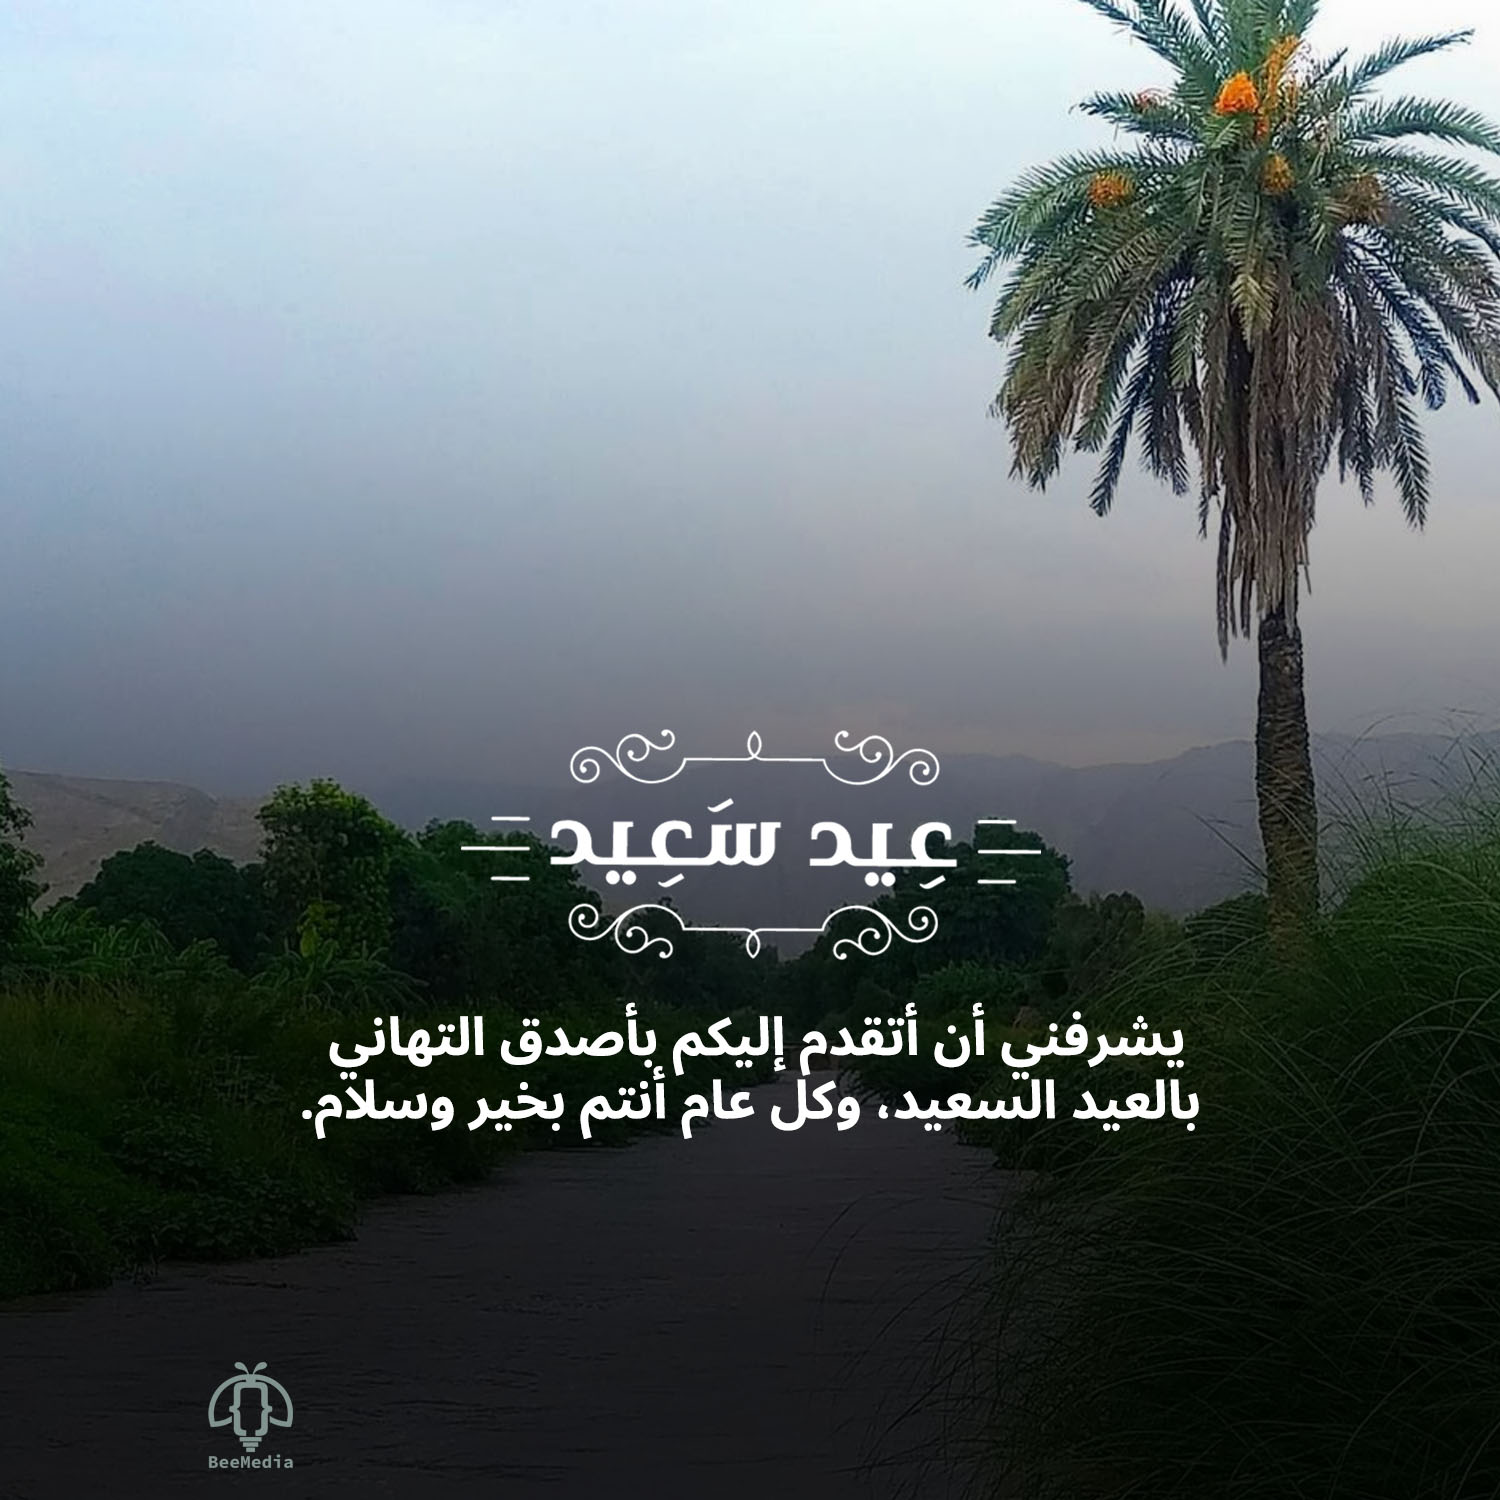 عِيد سَعِيد
يشرفني أن أتقدم إليكم بأصدق التهاني
بالعيد السعيد، وكل عام أنتم بخير وسلام.
BeeMedia